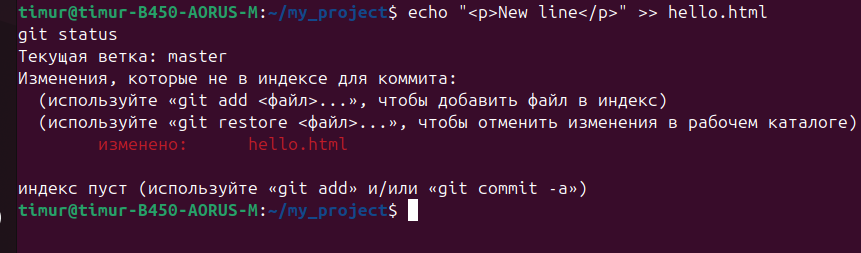 timur@timur-B450-AORUS-M:~/my_project$ echo "<p>New line</p>" >> hello.html
git status
Текущая ветка: master
Изменения, которые не в индексе для коммита:
  (используйте «git add <файл>...», чтобы добавить файл в индекс)
  (используйте «git restore <файл>...», чтобы отменить изменения в рабочем каталоге)
        изменено:      hello.html

индекс пуст (используйте «git add» и/или «git commit -a»)
timur@timur-B450-AORUS-M:~/my_project$